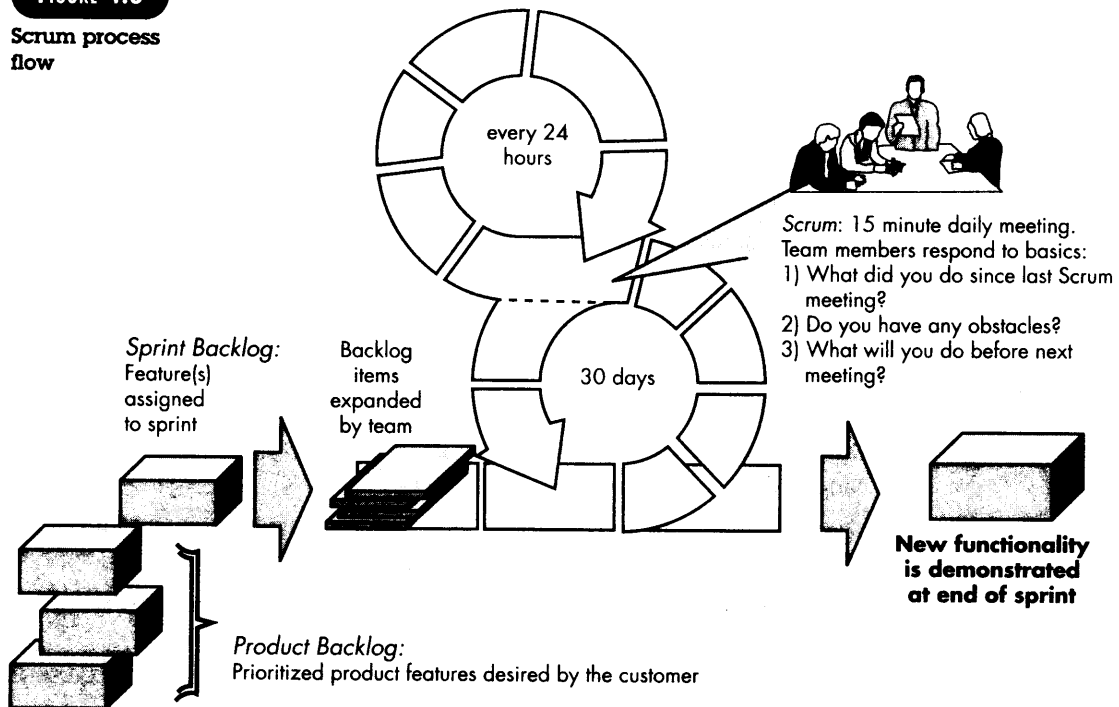 Scrum process
flow
every 24
hours
Scrum: 15 minute daily meeting.
Team members respond to basics:
1) What did you do since last Scrum
meeting?
2) Do you have any obstacles?
3) What will you do before next
meeting?
30 days
Sprint Backlog:
Feature(s)
assigned
to sprint
Backlog
items
expanded
by team
New functionality
is demonstrated
at end of sprint
Product Backlog:
Prioritized product features desired by the customer